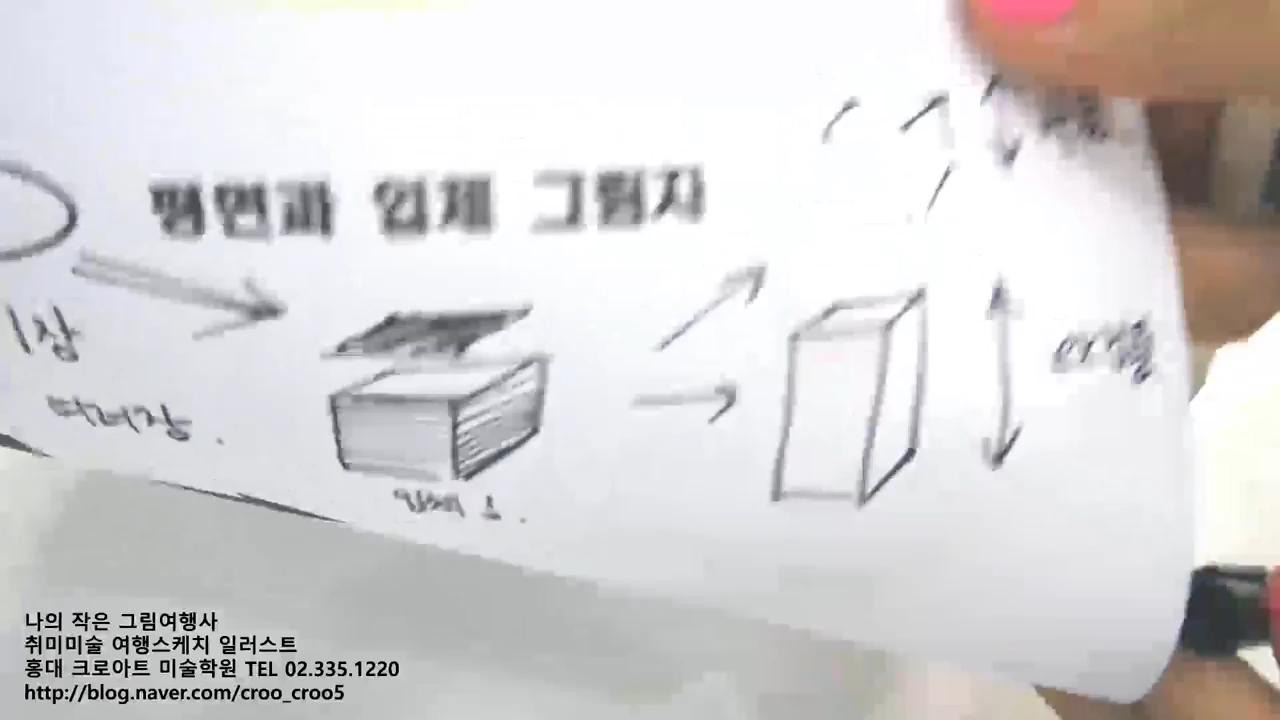 평면과 입체 그림자
1상
여러장.
나의 작은 그림여행사
취미미술 여행스케치 일러스트
홍대 크로아트 미술학원 TEL 02.335.1220
http://blog.naver.com/croo_croo5